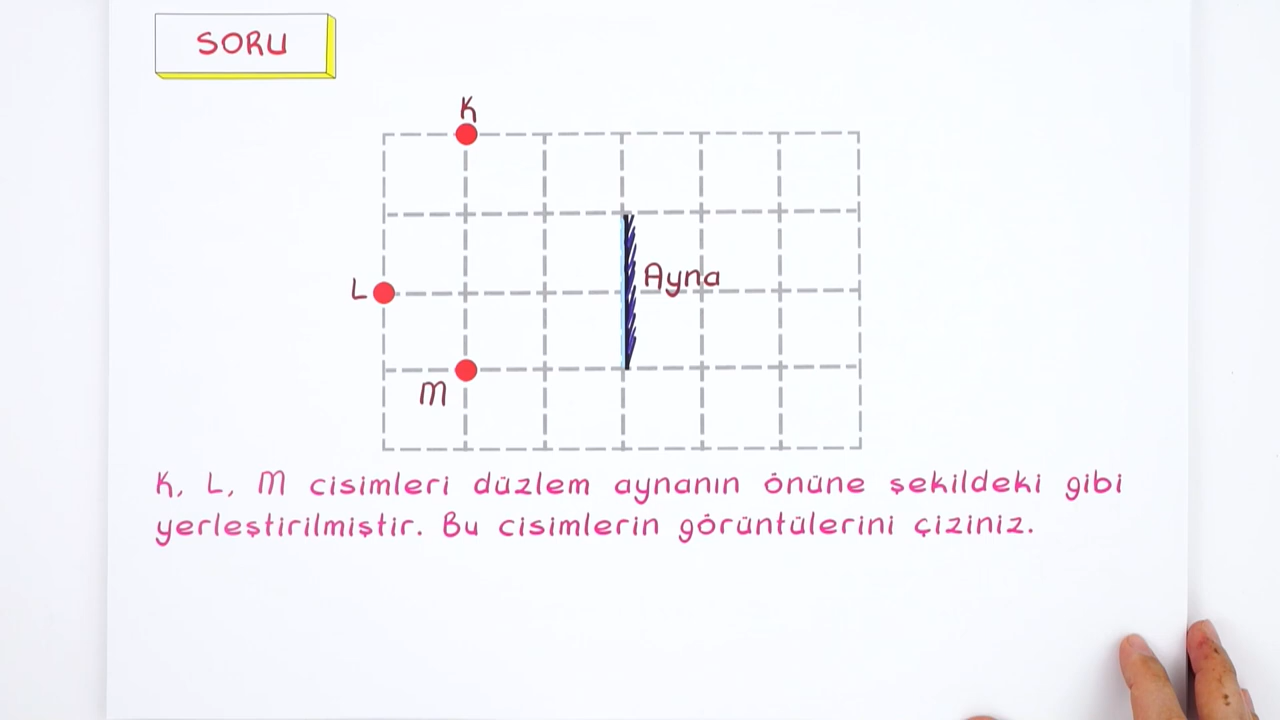 SORU
K
Ayna
L
M
K, L, M cisimleri düzlem aynanın önüne şekildeki gibi
yerleştirilmiştir. Bu cisimlerin görüntülerini çiziniz.